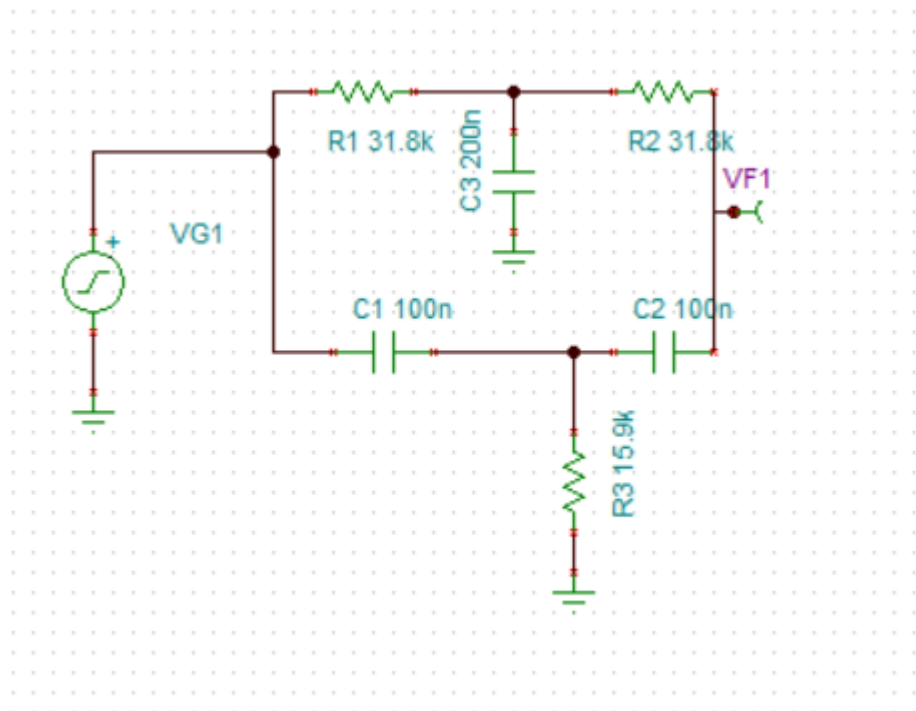 R1 31.8k
C3 200n
R2 31.8k
VF1
+
VG1
C1 100n
C2 100n
R3 15.9k